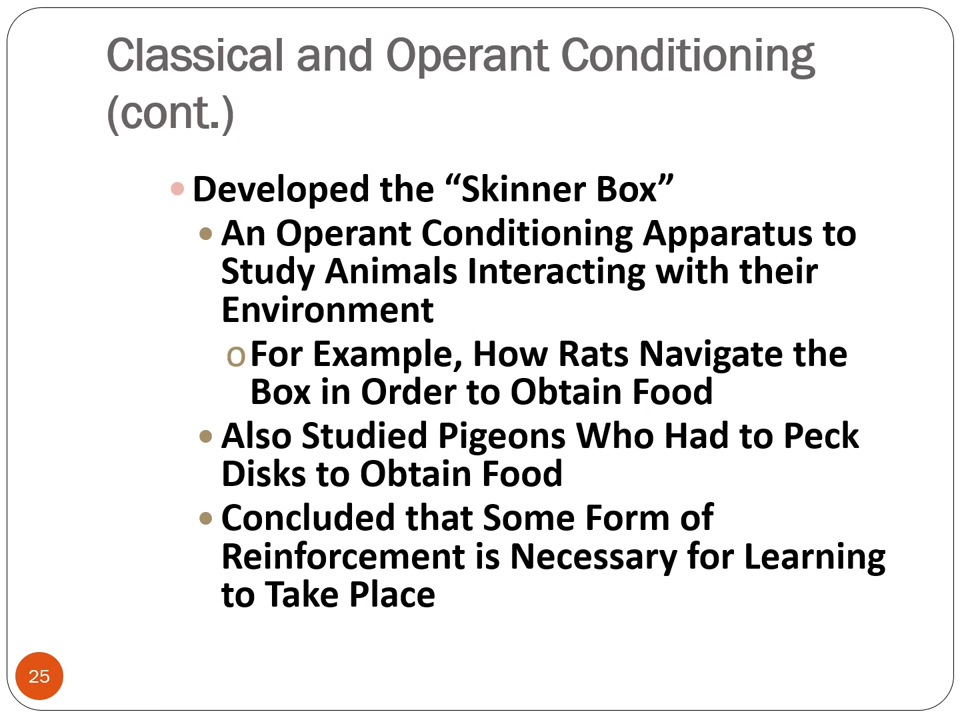 Classical and Operant Conditioning
(cont.)
• Developed the “Skinner Box”
• An Operant Conditioning Apparatus to
Study Animals Interacting with their
Environment
o For Example, How Rats Navigate the
Box in Order to Obtain Food
• Also Studied Pigeons Who Had to Peck
Disks to Obtain Food
• Concluded that Some Form of
Reinforcement is Necessary for Learning
to Take Place
25